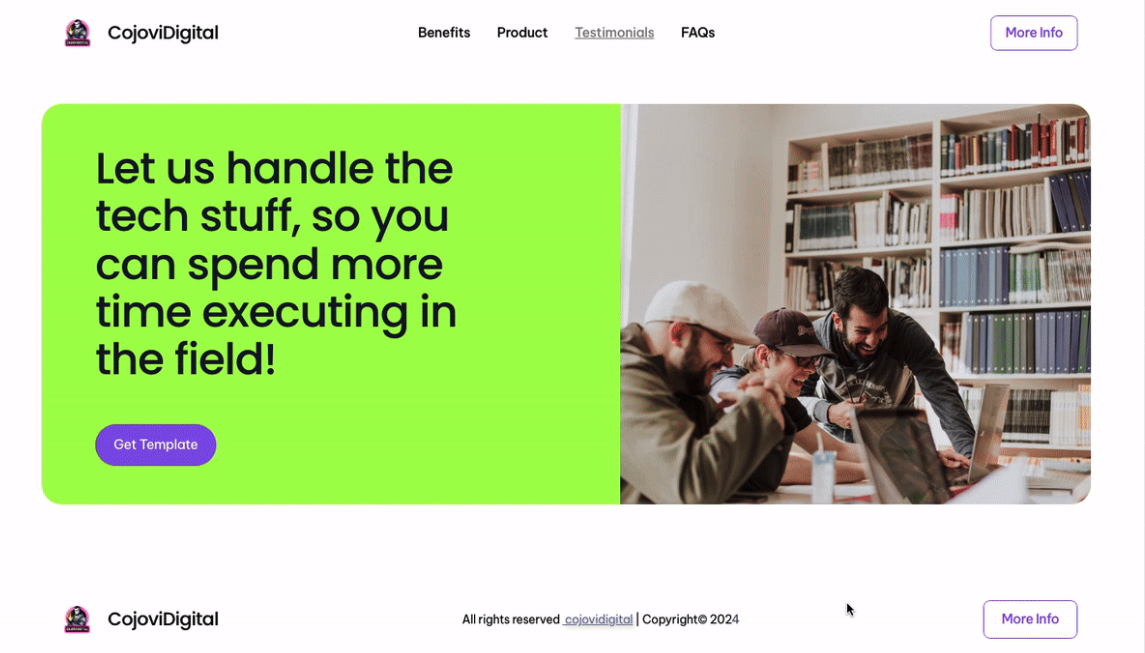 CojoviDigital
Benefits
Product
Testimonials
FAQs
More Info
Let us handle the
tech stuff, so you
can spend more
time executing in
the field!
Get Template
CojoviDigital
All rights reserved cojovidigital | Copyright© 2024
More Info